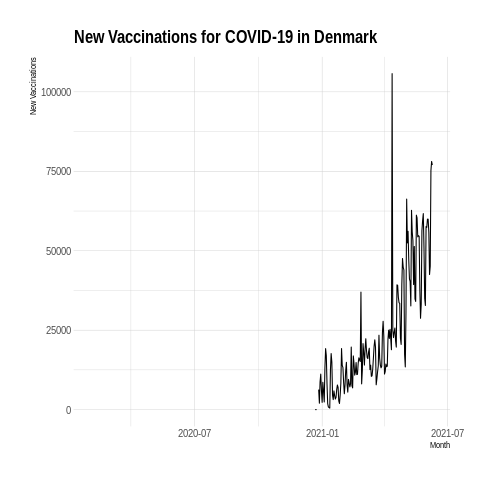 New Vaccinations for COVID-19 in Denmark
New Vaccinations
100000
75000
50000
25000
0
2020-07
2021-01
2021-07
Month